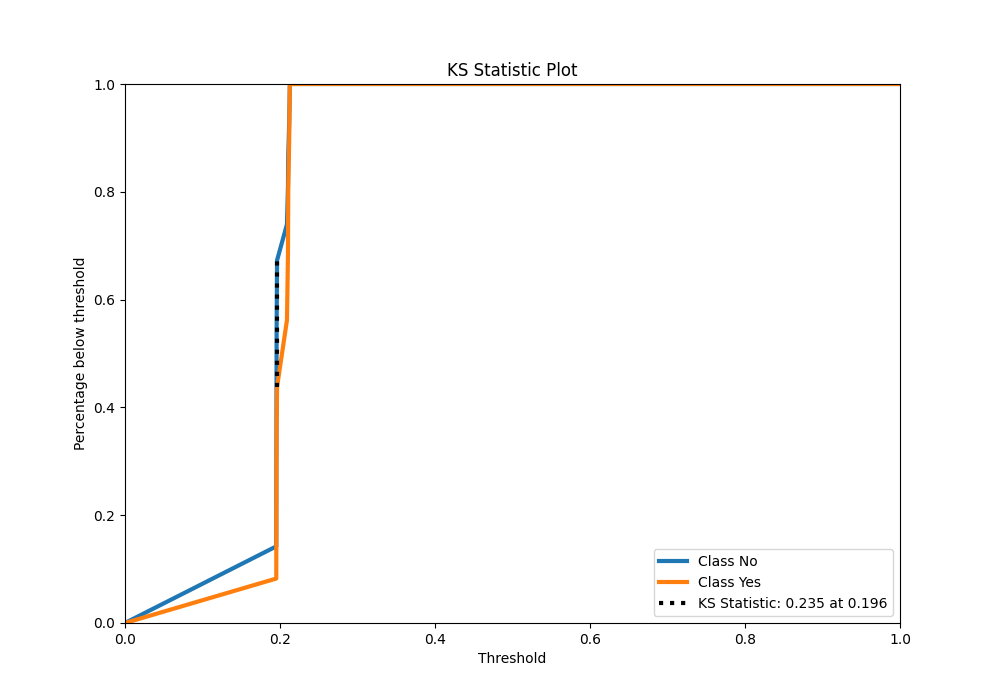 KS Statistic Plot
1.0
0.8
0.6
0.4
0.2
0.0
Percentage below threshold
0.0 0.2 0.4 0.6 0.8 1.0
Threshold
Class No
Class Yes
KS Statistic: 0.235 at 0.196